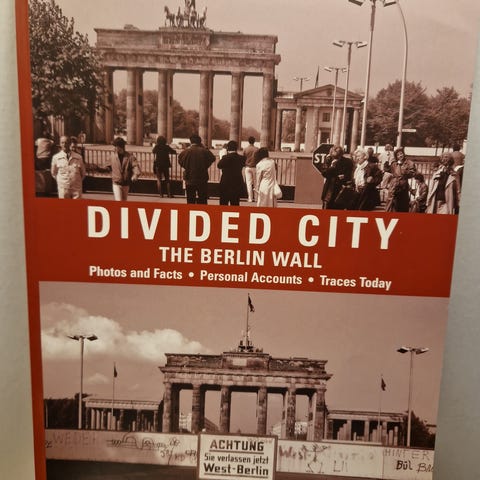 STOP
DIVIDED CITY
THE BERLIN WALL
Photos and Facts • Personal Accounts • Traces Today
ACHTUNG
Sie verlassen jetzt
West-Berlin